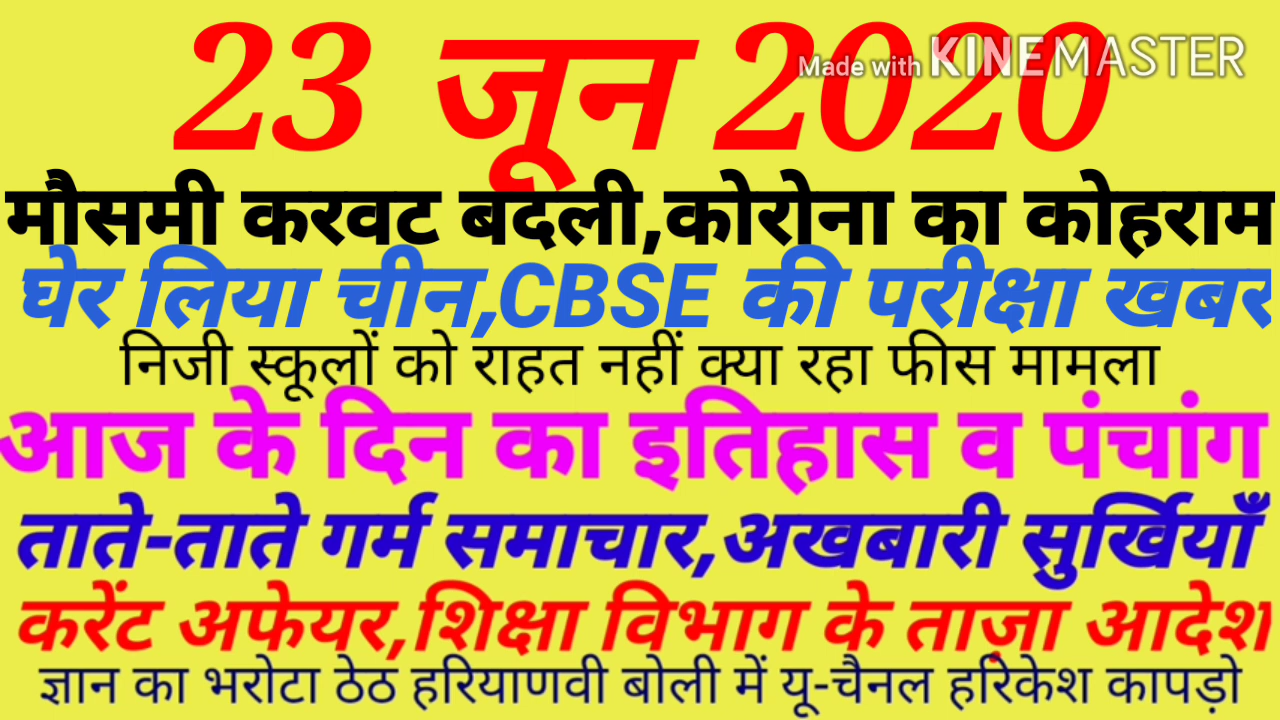 23 जून 2020
Made with KINEMASTER
मौसमी करवट बदली,कोरोना का कोहराम
घेर लिया चीन,CBSE की परीक्षा खबर
निजी स्कूलों को राहत नहीं क्या रहा फीस मामला
आज के दिन का इतिहास व पंचांग
ताते-ताते गर्म समाचार,अखबारी सुर्खियाँ
करेंट अफेयर,शिक्षा विभाग के ताज़ा आदेश
ज्ञान का भरोटा ठेठ हरियाणवी बोली में यू-चैनल हरिकेश कापड़ो